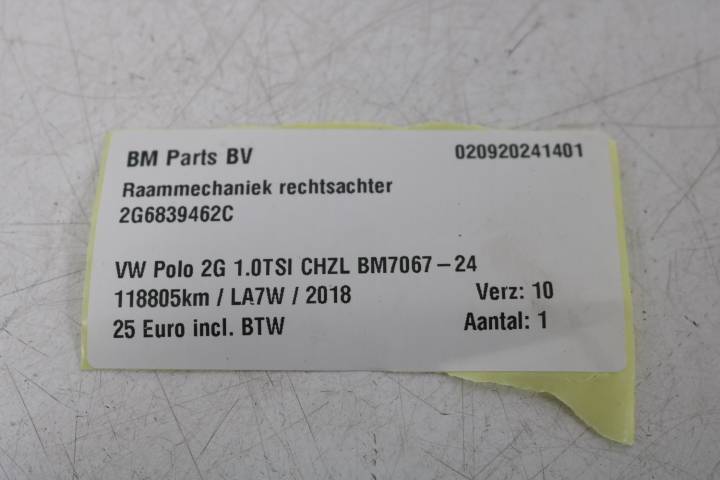 BM Parts BV 020920241401
Raammechaniek rechtsachter
2G6839462C
VW Polo 2G 1.0TSI CHZL BM7067-24
118805km / LA7W / 2018 Verz: 10
25 Euro incl. BTW Aantal: 1